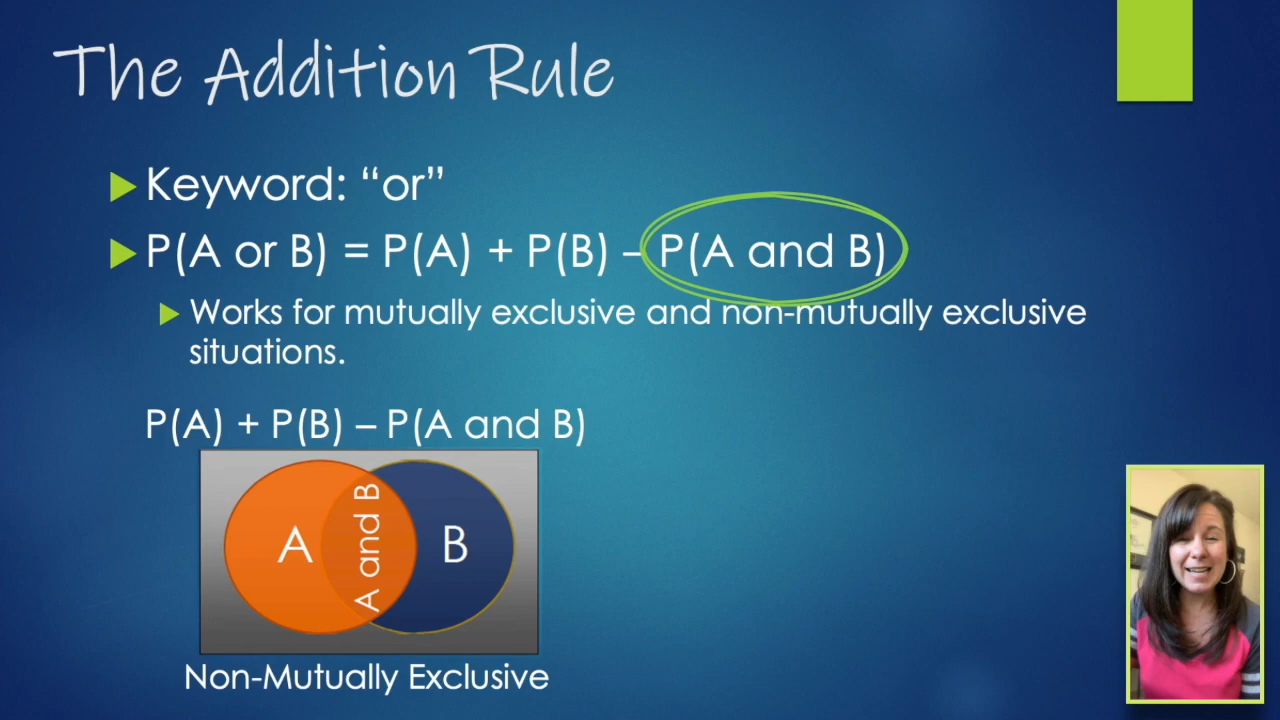 The Addition Rule
Keyword: “or”
P(A or B) = P(A) + P(B) – P(A and B)
Works for mutually exclusive and non-mutually exclusive
situations.
P(A) + P(B) – P(A and B)
A
A and B
B
Non-Mutually Exclusive